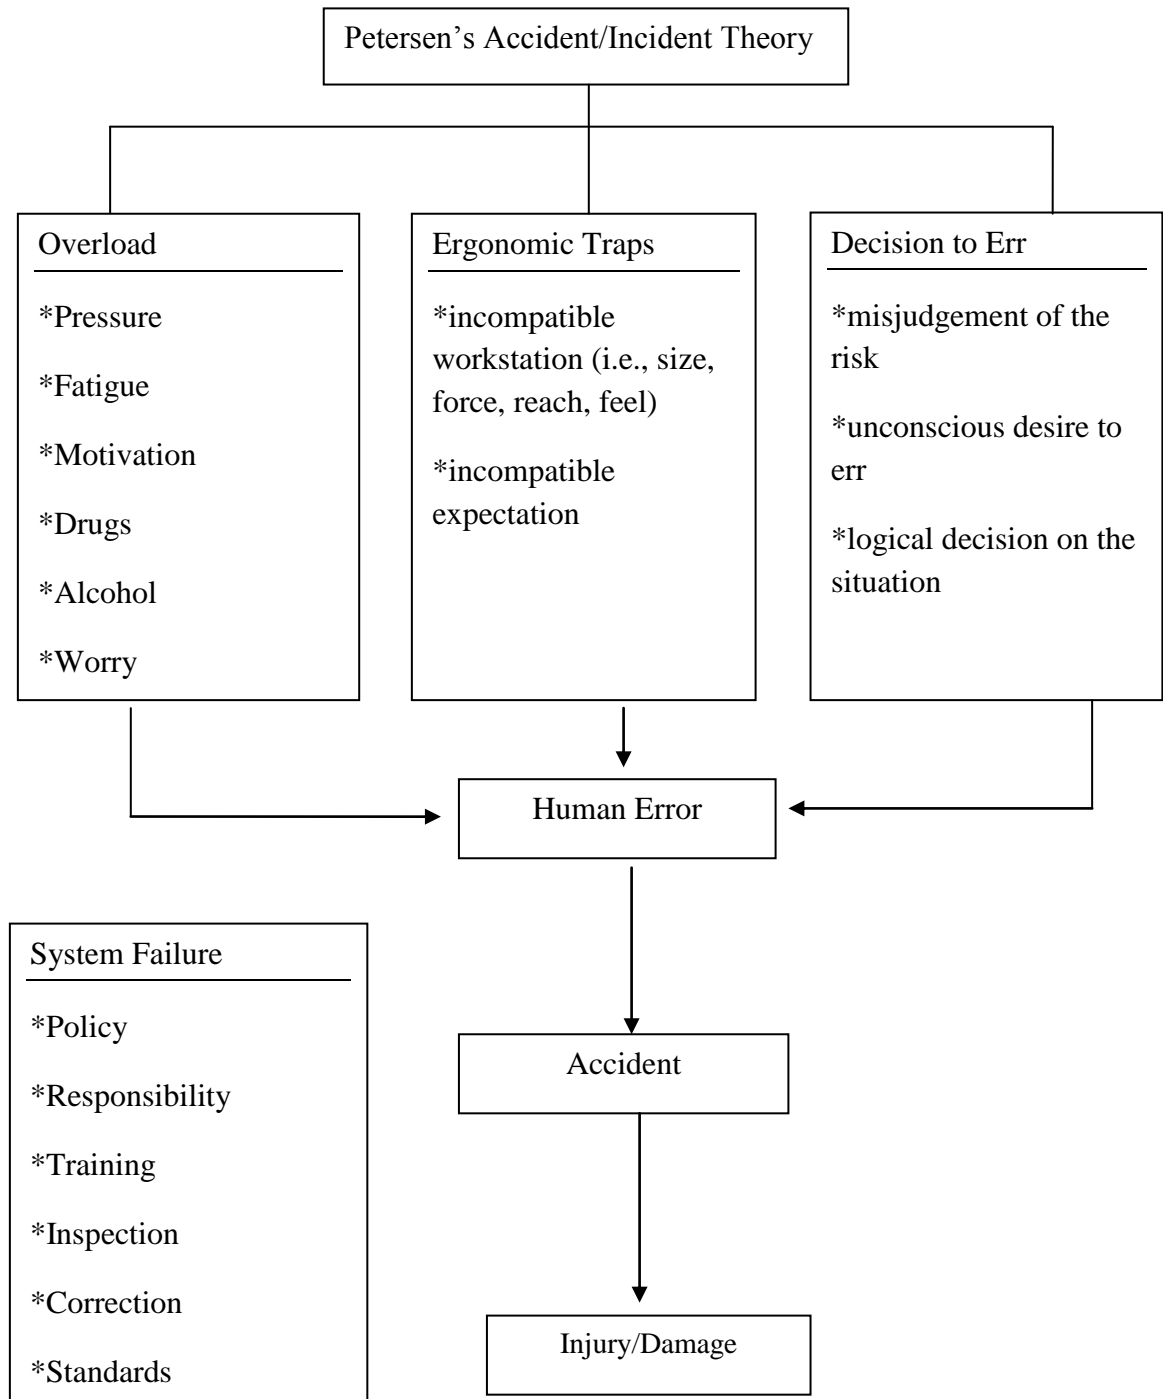 Petersen’s Accident/Incident Theory
Overload
*Pressure
*Fatigue
*Motivation
*Drugs
*Alcohol
*Worry
Ergonomic Traps
*incompatible
workstation (i.e., size,
force, reach, feel)
*incompatible
expectation
Decision to Err
*misjudgement of the
risk
*unconscious desire to
err
*logical decision on the
situation
Human Error
System Failure
*Policy
*Responsibility
*Training
*Inspection
*Correction
*Standards
Accident
Injury/Damage